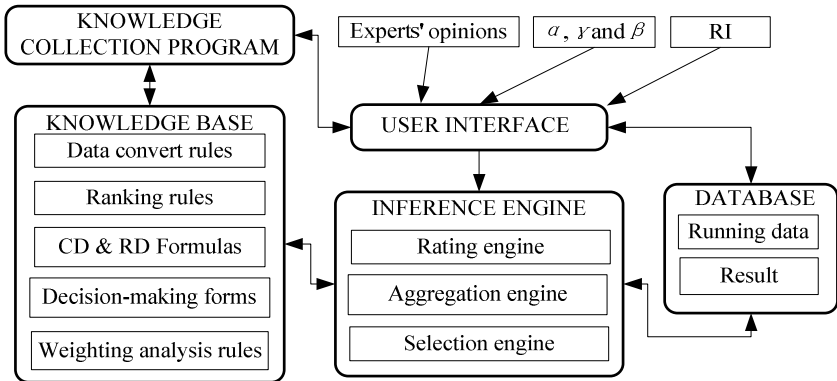 KNOWLEDGE
COLLECTION PROGRAM
Experts' opinions
α, γ and β
RI
USER INTERFACE
KNOWLEDGE BASE
Data convert rules
Ranking rules
CD & RD Formulas
Decision-making forms
Weighting analysis rules
INFERENCE ENGINE
Rating engine
Aggregation engine
Selection engine
DATABASE
Running data
Result